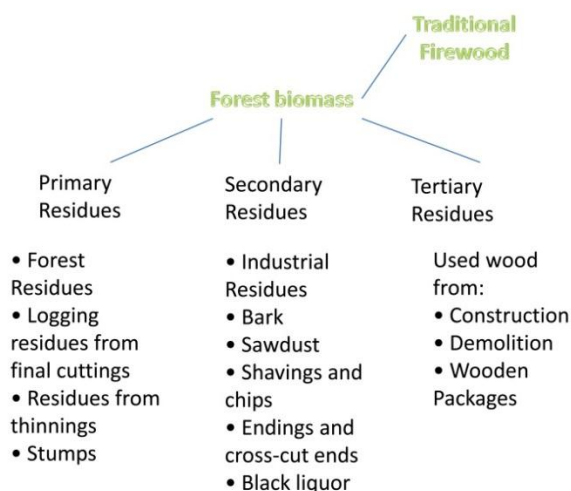 Traditional
Firewood
Forest biomass
Primary
Residues
• Forest
Residues
• Logging
residues from
final cuttings
• Residues from
thinnings
• Stumps
Secondary
Residues
• Industrial
Residues
• Bark
• Sawdust
• Shavings and
chips
• Endings and
cross-cut ends
• Black liquor
Tertiary
Residues
Used wood
from:
• Construction
• Demolition
• Wooden
Packages